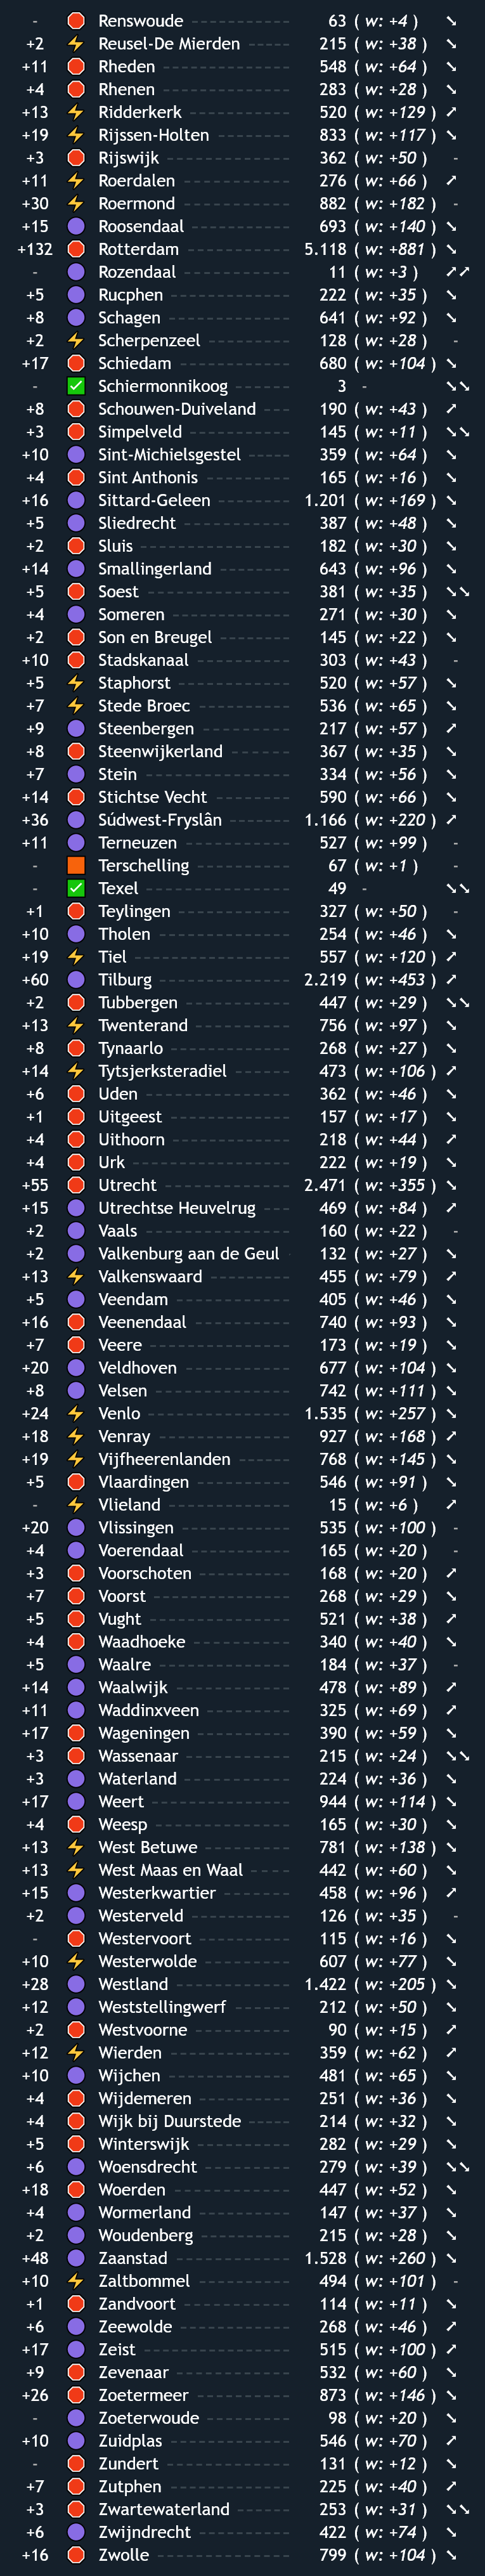 - Renswoude 63 ( w: +4 ) ↘
+2 ⚡ Reusel-De Mierden 215 ( w: +38 ) ↘
+11 Rheden 548 ( w: +64 ) ↘
+4 Rhenen 283 ( w: +28 ) ↘
+13 ⚡ Ridderkerk 520 ( w: +129 ) ↗
+19 ⚡ Rijssen-Holten 833 ( w: +117 ) ↘
+3 Rijswijk 362 ( w: +50 ) -
+11 ⚡ Roerdalen 276 ( w: +66 ) ↗
+30 ⚡ Roermond 882 ( w: +182 ) -
+15 Roosendaal 693 ( w: +140 ) ↘
+132 Rotterdam 5.118 ( w: +881 ) ↘
- Rozendaal 11 ( w: +3 ) ↗↗
+5 Rucphen 222 ( w: +35 ) ↘
+8 Schagen 641 ( w: +92 ) ↘
+2 ⚡ Scherpenzeel 128 ( w: +28 ) -
+17 Schiedam 680 ( w: +104 ) ↘
- Schiermonnikoog 3 - ↘↘
+8 Schouwen-Duiveland 190 ( w: +43 ) ↗
+3 Simpelveld 145 ( w: +11 ) ↘↘
+10 Sint-Michielsgestel 359 ( w: +64 ) ↘
+4 Sint Anthonis 165 ( w: +16 ) ↘
+16 Sittard-Geleen 1.201 ( w: +169 ) ↘
+5 Sliedrecht 387 ( w: +48 ) ↘
+2 Sluis 182 ( w: +30 ) ↘
+14 Smallingerland 643 ( w: +96 ) ↘
+5 Soest 381 ( w: +35 ) ↘↘
+4 Someren 271 ( w: +30 ) ↘
+2 Son en Breugel 145 ( w: +22 ) ↘
+10 Stadskanaal 303 ( w: +43 ) -
+5 ⚡ Staphorst 520 ( w: +57 ) ↘
+7 ⚡ Stede Broec 536 ( w: +65 ) ↘
+9 Steenbergen 217 ( w: +57 ) ↗
+8 Steenwijkerland 367 ( w: +35 ) ↘
+7 Stein 334 ( w: +56 ) ↘
+14 Stichtse Vecht 590 ( w: +66 ) ↘
+36 Súdwest-Fryslân 1.166 ( w: +220 ) ↗
+11 Terneuzen 527 ( w: +99 ) -
- Terschelling 67 ( w: +1 ) -
- Texel 49 - ↘↘
+1 Teylingen 327 ( w: +50 ) -
+10 Tholen 254 ( w: +46 ) ↘
+19 ⚡ Tiel 557 ( w: +120 ) ↗
+60 Tilburg 2.219 ( w: +453 ) ↗
+2 Tubbergen 447 ( w: +29 ) ↘↘
+13 ⚡ Twenterand 756 ( w: +97 ) ↘
+8 Tynaarlo 268 ( w: +27 ) ↘
+14 ⚡ Tytsjerksteradiel 473 ( w: +106 ) ↗
+6 Uden 362 ( w: +46 ) ↘
+1 Uitgeest 157 ( w: +17 ) ↘
+4 Uithoorn 218 ( w: +44 ) ↗
+4 Urk 222 ( w: +19 ) ↘
+55 Utrecht 2.471 ( w: +355 ) ↘
+15 Utrechtse Heuvelrug 469 ( w: +84 ) ↗
+2 Vaals 160 ( w: +22 ) -
+2 Valkenburg aan de Geul 132 ( w: +27 ) ↘
+13 ⚡ Valkenswaard 455 ( w: +79 ) ↗
+5 Veendam 405 ( w: +46 ) ↘
+16 Veenendaal 740 ( w: +93 ) ↘
+7 Veere 173 ( w: +19 ) ↘
+20 Veldhoven 677 ( w: +104 ) ↘
+8 Velsen 742 ( w: +111 ) ↘
+24 ⚡ Venlo 1.535 ( w: +257 ) ↘
+18 ⚡ Venray 927 ( w: +168 ) ↗
+19 ⚡ Vijfheerenlanden 768 ( w: +145 ) ↘
+5 Vlaardingen 546 ( w: +91 ) ↘
- ⚡ Vlieland 15 ( w: +6 ) ↗
+20 Vlissingen 535 ( w: +100 ) -
+4 Voerendaal 165 ( w: +20 ) -
+3 Voorschoten 168 ( w: +20 ) ↗
+7 Voorst 268 ( w: +29 ) ↘
+5 Vught 521 ( w: +38 ) ↗
+4 Waadhoeke 340 ( w: +40 ) ↘
+5 Waalre 184 ( w: +37 ) -
+14 Waalwijk 478 ( w: +89 ) ↗
+11 Waddinxveen 325 ( w: +69 ) ↗
+17 Wageningen 390 ( w: +59 ) ↘
+3 Wassenaar 215 ( w: +24 ) ↘↘
+3 Waterland 224 ( w: +36 ) ↘
+17 Weert 944 ( w: +114 ) ↘
+4 Weesp 165 ( w: +30 ) ↘
+13 ⚡ West Betuwe 781 ( w: +138 ) ↘
+13 ⚡ West Maas en Waal 442 ( w: +60 ) ↘
+15 Westerkwartier 458 ( w: +96 ) ↗
+2 Westerveld 126 ( w: +35 ) -
- Westervoort 115 ( w: +16 ) ↘
+10 ⚡ Westerwolde 607 ( w: +77 ) ↘
+28 Westland 1.422 ( w: +205 ) ↘
+12 Weststellingwerf 212 ( w: +50 ) ↘
+2 Westvoorne 90 ( w: +15 ) ↗
+12 ⚡ Wierden 359 ( w: +62 ) ↗
+10 Wijchen 481 ( w: +65 ) ↘
+4 Wijdemeren 251 ( w: +36 ) ↘
+4 Wijk bij Duurstede 214 ( w: +32 ) ↘
+5 Winterswijk 282 ( w: +29 ) ↘
+6 Woensdrecht 279 ( w: +39 ) ↘↘
+18 Woerden 447 ( w: +52 ) ↘
+4 Wormerland 147 ( w: +37 ) ↘
+2 Woudenberg 215 ( w: +28 ) ↘
+48 Zaanstad 1.528 ( w: +260 ) ↘
+10 ⚡ Zaltbommel 494 ( w: +101 ) -
+1 Zandvoort 114 ( w: +11 ) ↘
+6 Zeewolde 268 ( w: +46 ) ↗
+17 Zeist 515 ( w: +100 ) ↗
+9 Zevenaar 532 ( w: +60 ) ↘
+26 Zoetermeer 873 ( w: +146 ) ↘
- Zoeterwoude 98 ( w: +20 ) ↘
+10 Zuidplas 546 ( w: +70 ) ↗
- Zundert 131 ( w: +12 ) ↘
+7 Zutphen 225 ( w: +40 ) ↗
+3 Zwartewaterland 253 ( w: +31 ) ↘↘
+6 Zwijndrecht 422 ( w: +74 ) ↘
+16 Zwolle 799 ( w: +104 ) ↘